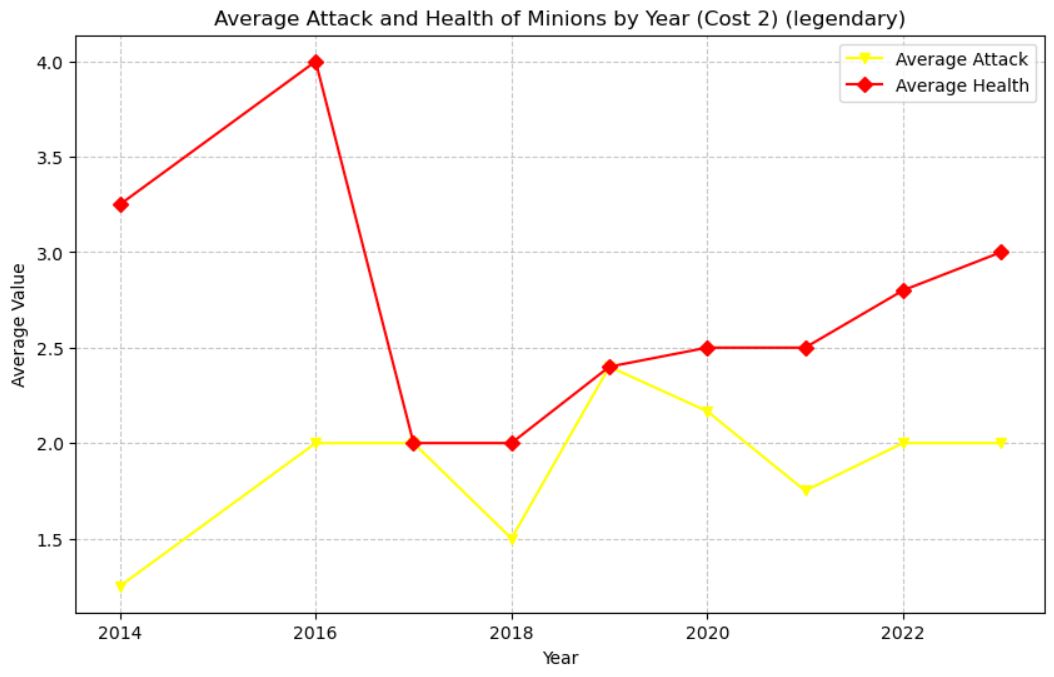 Average Attack and Health of Minions by Year (Cost 2) (legendary)
Average Attack
Average Health
4.0
3.5
3.0
2.5
2.0
1.5
Average Value
2014
2016
2018
2020
2022
Year